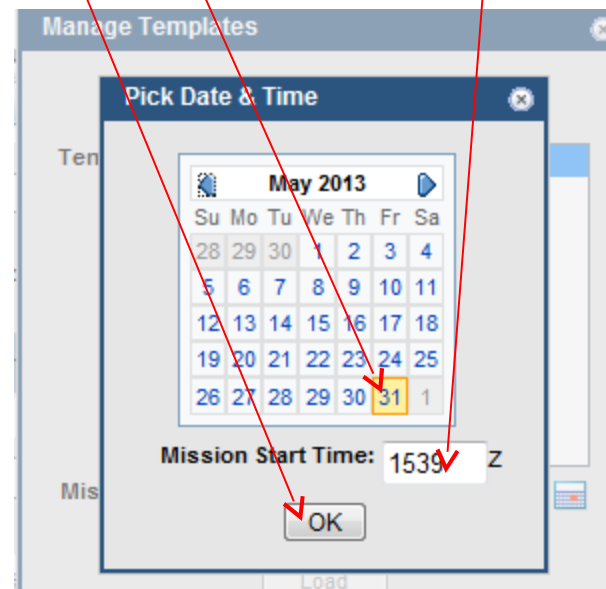 Manage Templates
Pick Date & Time
Ten
May 2013
Su Mo Tu We Th Fr Sa
28 29 30 1 2 3 4
5 6 7 8 9 10 11
12 13 14 15 16 17 18
19 20 21 22 23 24 25
26 27 28 29 30 31 1
Mission Start Time: 1539 Z
Mis
OK
Load